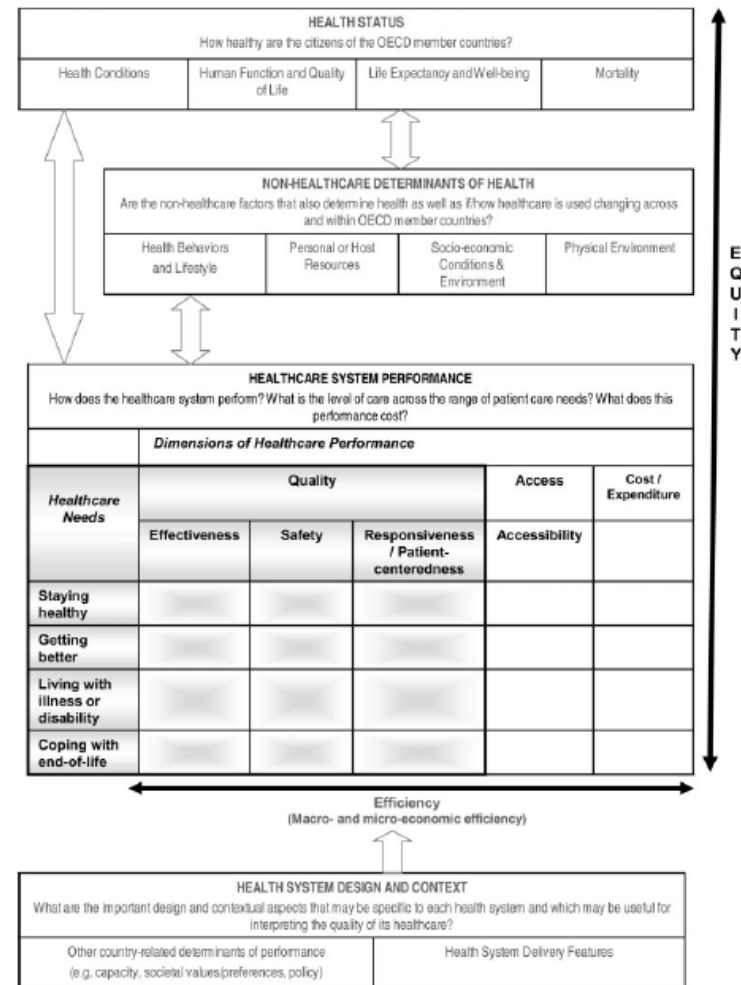 HEALTH STATUS
How healthy are the citizens of the OECD member countries?
Health Conditions
Human Function and Quality
of Life
Life Expectancy and Well-being
Mortality
NON-HEALTHCARE DETERMINANTS OF HEALTH
Are the non-healthcare factors that also determine health as well as if/how healthcare is used changing across
and within OECD member countries?
Health Behaviors
and Lifestyle
Personal or Host
Resources
Socio-economic
Conditions &
Environment
Physical Environment
EQUITY
HEALTHCARE SYSTEM PERFORMANCE
How does the healthcare system perform? What is the level of care across the range of patient care needs? What does this
performance cost?
Dimensions of Healthcare Performance
Healthcare
Needs
Quality
Access
Cost /
Expenditure
Effectiveness
Safety
Responsiveness
/ Patient-
centeredness
Accessibility
Staying
healthy
Getting
better
Living with
illness or
disability
Coping with
end-of-life
Efficiency
(Macro- and micro-economic efficiency)
HEALTH SYSTEM DESIGN AND CONTEXT
What are the important design and contextual aspects that may be specific to each health system and which may be useful for
interpreting the quality of its healthcare?
Other country-related determinants of performance
(e.g. capacity, societal values/preferences, policy)
Health System Delivery Features